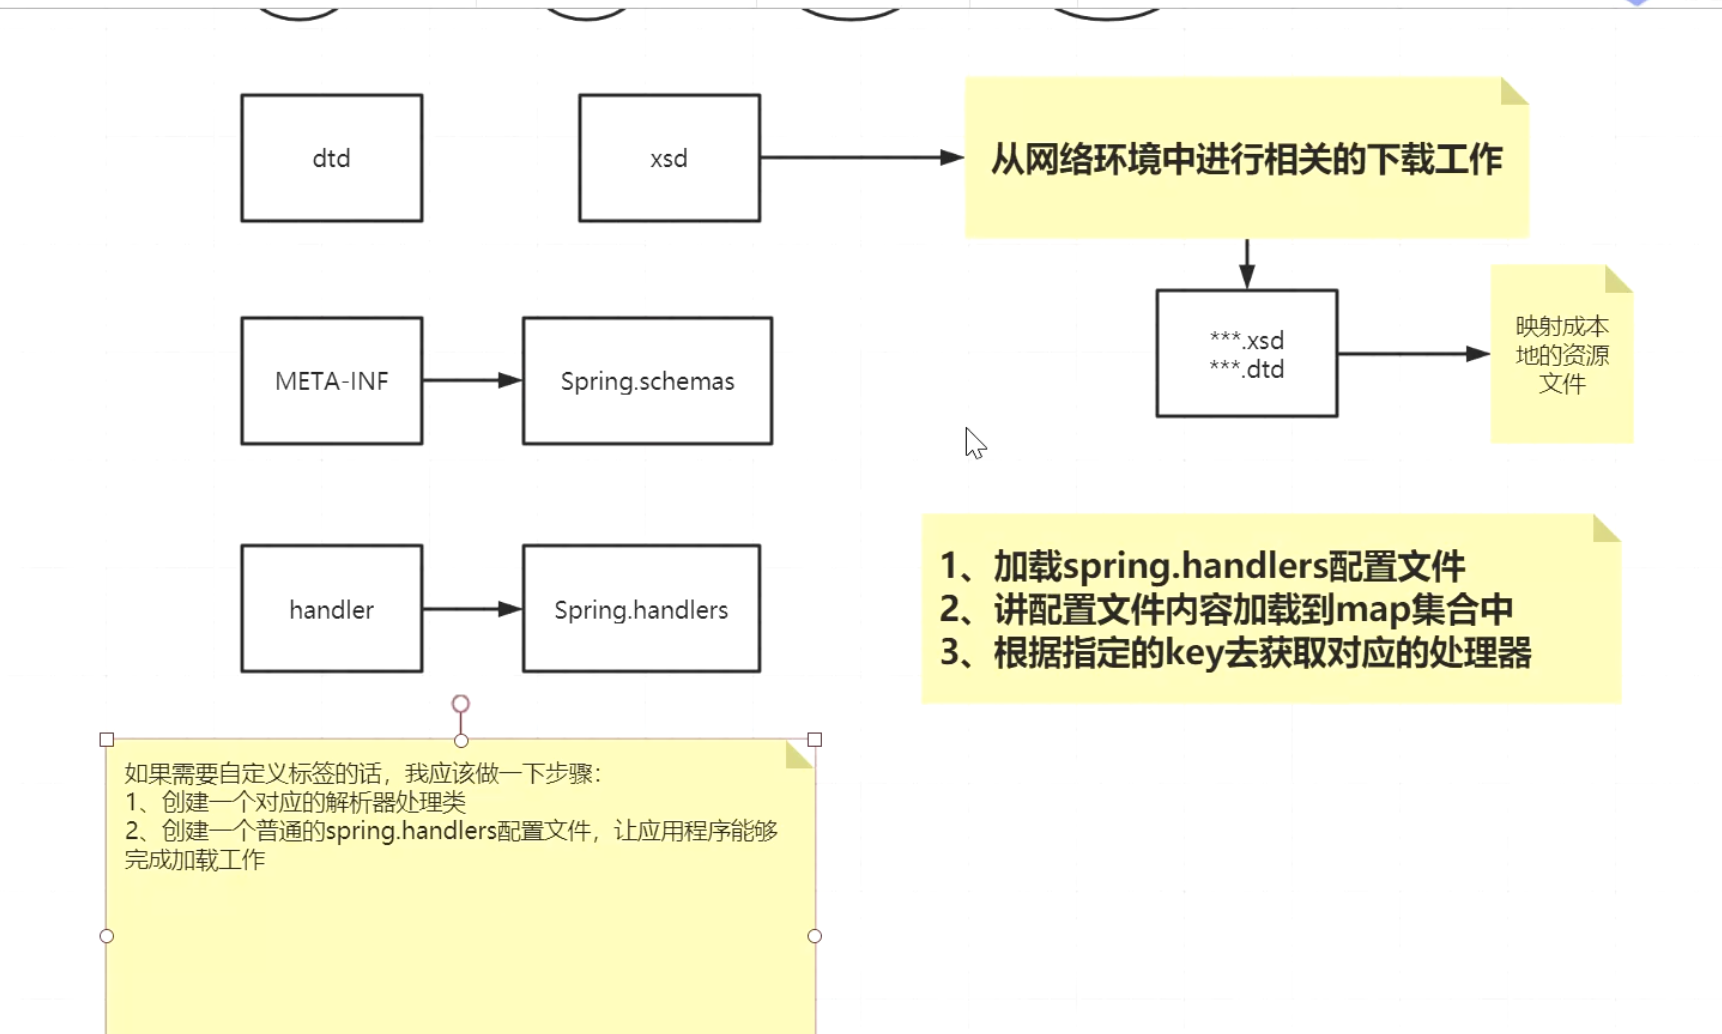 dtd
xsd
从网络环境中进行相关的下载工作
***.xsd
***.dtd
映射成本
地的资源
文件
META-INF
Spring.schemas
handler
Spring.handlers
1、加载spring.handlers配置文件
2、讲配置文件内容加载到map集合中
3、根据指定的key去获取对应的处理器
如果需要自定义标签的话，我应该做一下步骤：
1、创建一个对应的解析器处理类
2、创建一个普通的spring.handlers配置文件，让应用程序能够
完成加载工作